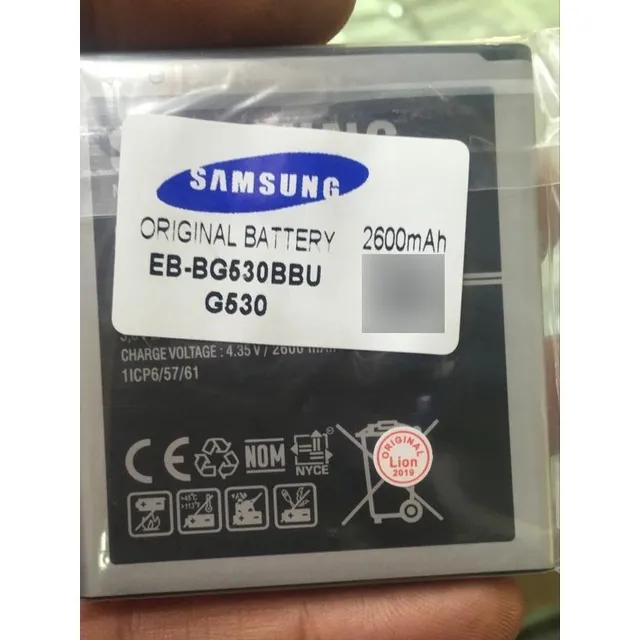 SAMSUNG
ORIGINAL BATTERY 2600mAh
EB-BG530BBU
G530
CHARGE VOLTAGE : 4.35 V / 2600 mAh
1ICP6/57/61
CE
NOM
NYCE
ORIGINAL
Lion
2019